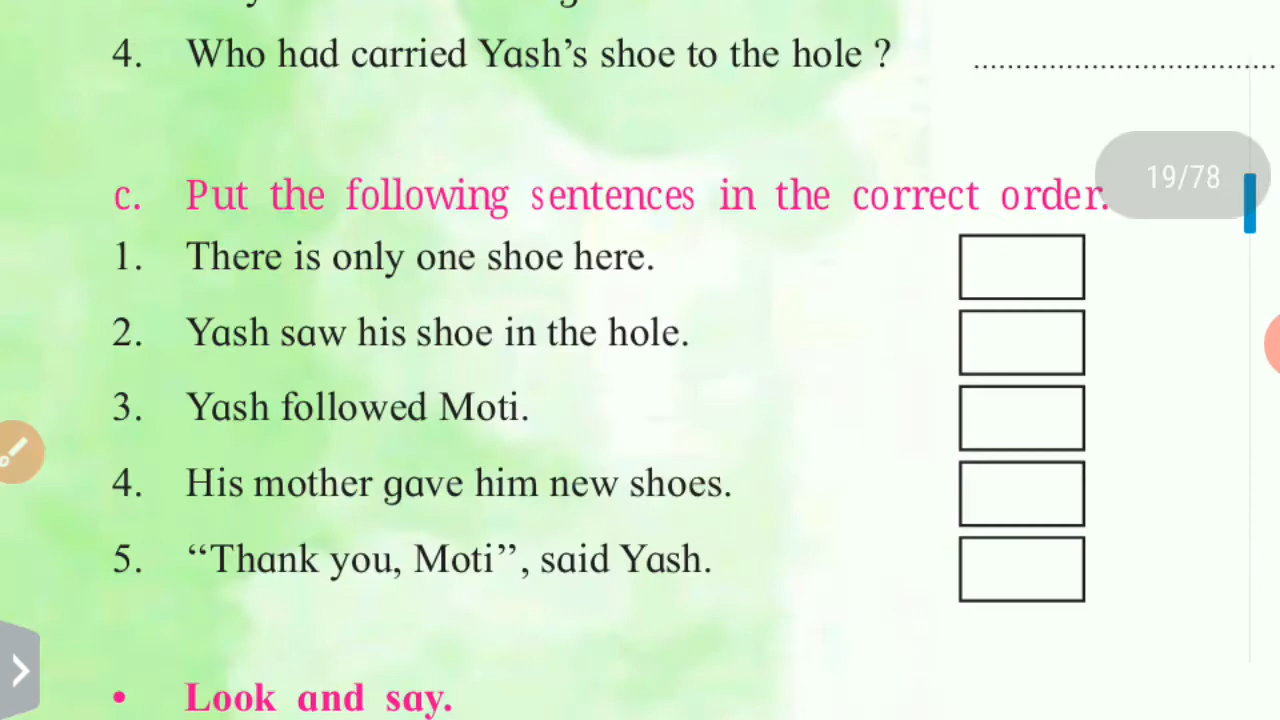 4. Who had carried Yash's shoe to the hole ? ....................................
19/78
c. Put the following sentences in the correct order.
1. There is only one shoe here.
2. Yash saw his shoe in the hole.
3. Yash followed Moti.
4. His mother gave him new shoes.
5. “Thank you, Moti”, said Yash.
• Look and say.